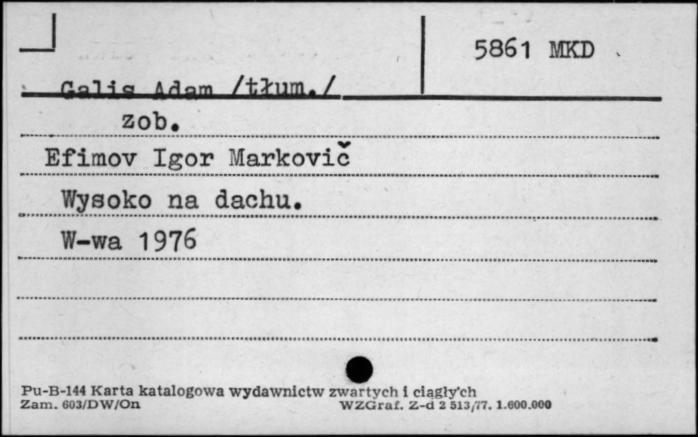 5861 MKD
Galis Adam /tłum./
zob.
Efimov Igor Markovič
Wysoko na dachu.
W-wa 1976
Pu-B-144 Karta katalogowa wydawnictw zwartych i ciągłych
Zam. 603/DW/On WZGraf. Z-d 2 513/77. 1.600.000